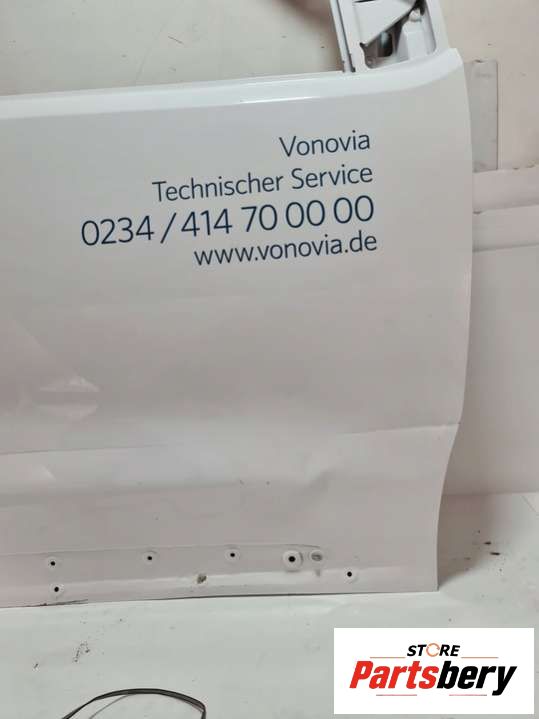 Vonovia
Technischer Service
0234 / 414 70 00 00
www.vonovia.de
STORE
Partsbery